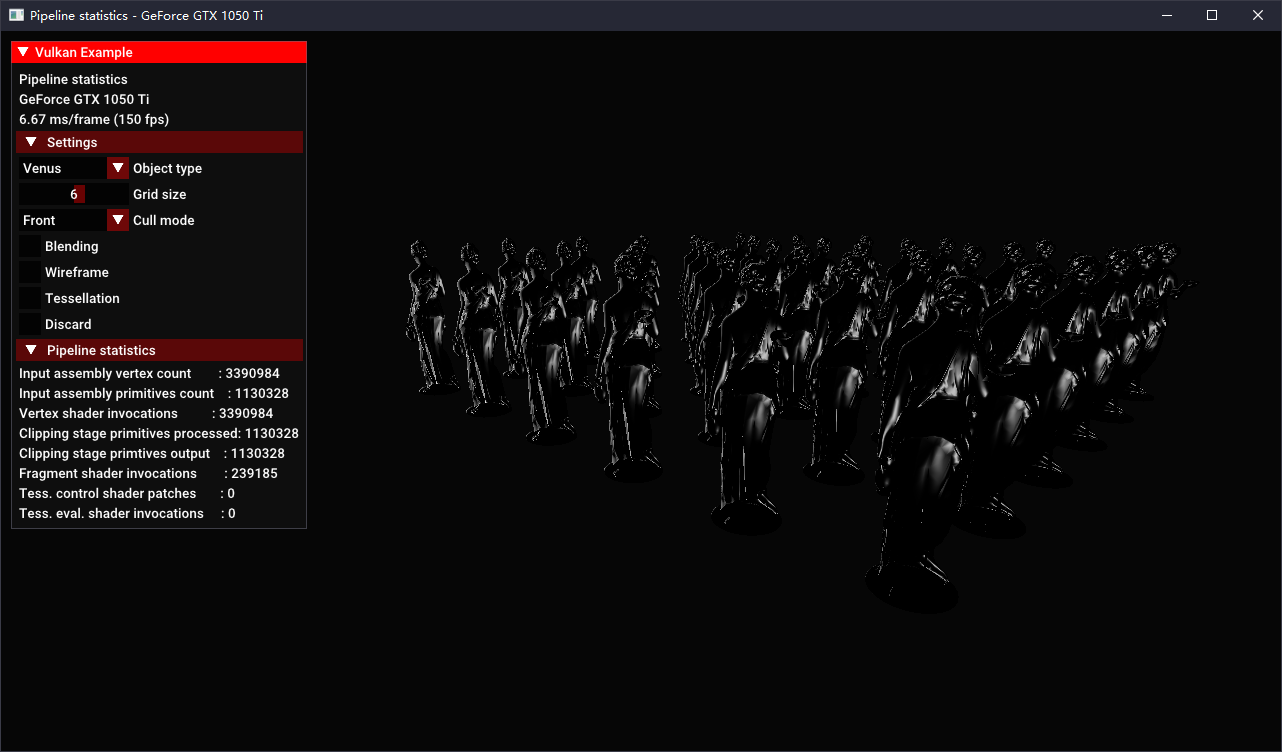 Pipeline statistics - GeForce GTX 1050 Ti
Vulkan Example
Pipeline statistics
GeForce GTX 1050 Ti
6.67 ms/frame (150 fps)
Settings
Venus Object type
6 Grid size
Front Cull mode
Blending
Wireframe
Tessellation
Discard
Pipeline statistics
Input assembly vertex count : 3390984
Input assembly primitives count : 1130328
Vertex shader invocations : 3390984
Clipping stage primitives processed: 1130328
Clipping stage primtives output : 1130328
Fragment shader invocations : 239185
Tess. control shader patches : 0
Tess. eval. shader invocations : 0